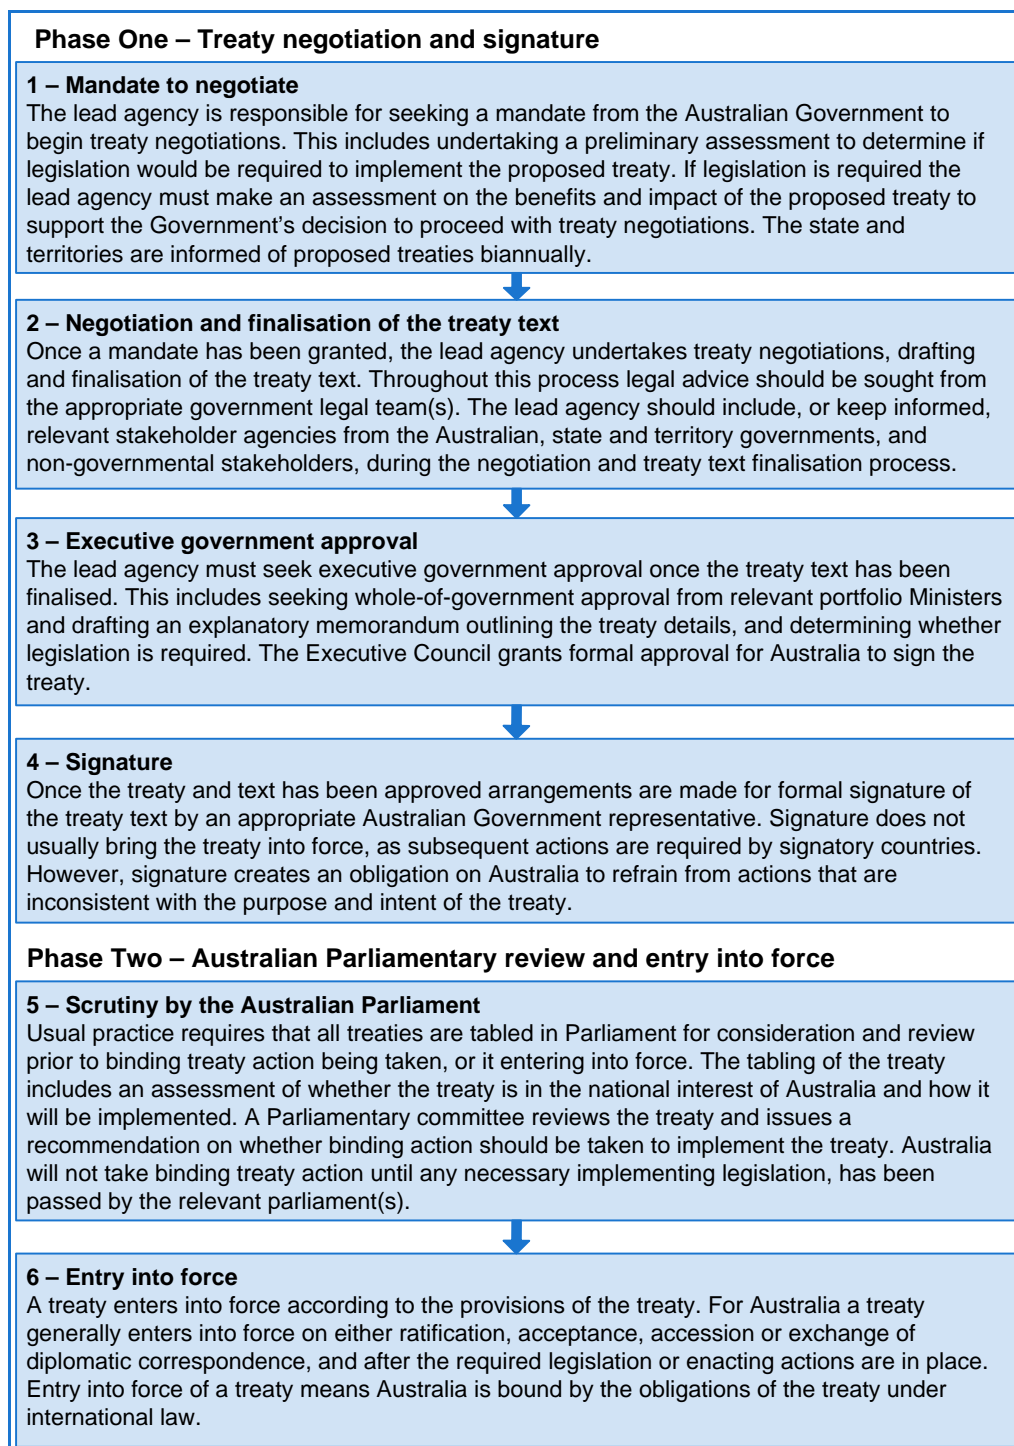 Phase One – Treaty negotiation and signature
1 – Mandate to negotiate
The lead agency is responsible for seeking a mandate from the Australian Government to
begin treaty negotiations. This includes undertaking a preliminary assessment to determine if
legislation would be required to implement the proposed treaty. If legislation is required the
lead agency must make an assessment on the benefits and impact of the proposed treaty to
support the Government’s decision to proceed with treaty negotiations. The state and
territories are informed of proposed treaties biannually.
2 – Negotiation and finalisation of the treaty text
Once a mandate has been granted, the lead agency undertakes treaty negotiations, drafting
and finalisation of the treaty text. Throughout this process legal advice should be sought from
the appropriate government legal team(s). The lead agency should include, or keep informed,
relevant stakeholder agencies from the Australian, state and territory governments, and
non-governmental stakeholders, during the negotiation and treaty text finalisation process.
3 – Executive government approval
The lead agency must seek executive government approval once the treaty text has been
finalised. This includes seeking whole-of-government approval from relevant portfolio Ministers
and drafting an explanatory memorandum outlining the treaty details, and determining whether
legislation is required. The Executive Council grants formal approval for Australia to sign the
treaty.
4 – Signature
Once the treaty and text has been approved arrangements are made for formal signature of
the treaty text by an appropriate Australian Government representative. Signature does not
usually bring the treaty into force, as subsequent actions are required by signatory countries.
However, signature creates an obligation on Australia to refrain from actions that are
inconsistent with the purpose and intent of the treaty.
Phase Two – Australian Parliamentary review and entry into force
5 – Scrutiny by the Australian Parliament
Usual practice requires that all treaties are tabled in Parliament for consideration and review
prior to binding treaty action being taken, or it entering into force. The tabling of the treaty
includes an assessment of whether the treaty is in the national interest of Australia and how it
will be implemented. A Parliamentary committee reviews the treaty and issues a
recommendation on whether binding action should be taken to implement the treaty. Australia
will not take binding treaty action until any necessary implementing legislation, has been
passed by the relevant parliament(s).
6 – Entry into force
A treaty enters into force according to the provisions of the treaty. For Australia a treaty
generally enters into force on either ratification, acceptance, accession or exchange of
diplomatic correspondence, and after the required legislation or enacting actions are in place.
Entry into force of a treaty means Australia is bound by the obligations of the treaty under
international law.